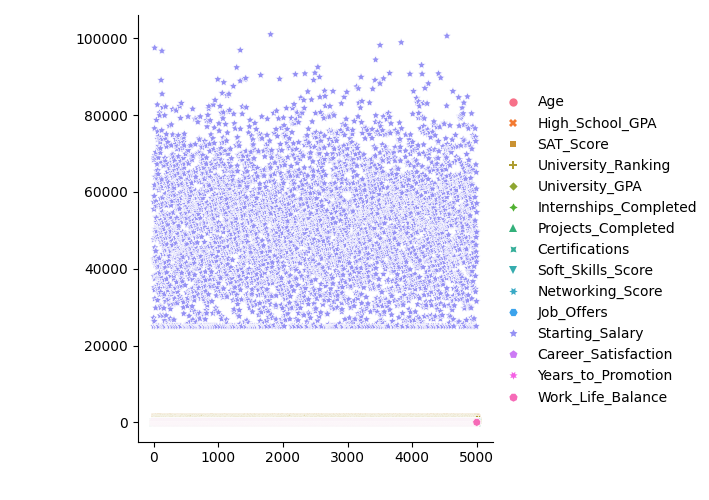 100000
80000
60000
40000
20000
0
0
1000
2000
3000
4000
5000
Age
High_School_GPA
SAT_Score
University_Ranking
University_GPA
Internships_Completed
Projects_Completed
Certifications
Soft_Skills_Score
Networking_Score
Job_Offers
Starting_Salary
Career_Satisfaction
Years_to_Promotion
Work_Life_Balance